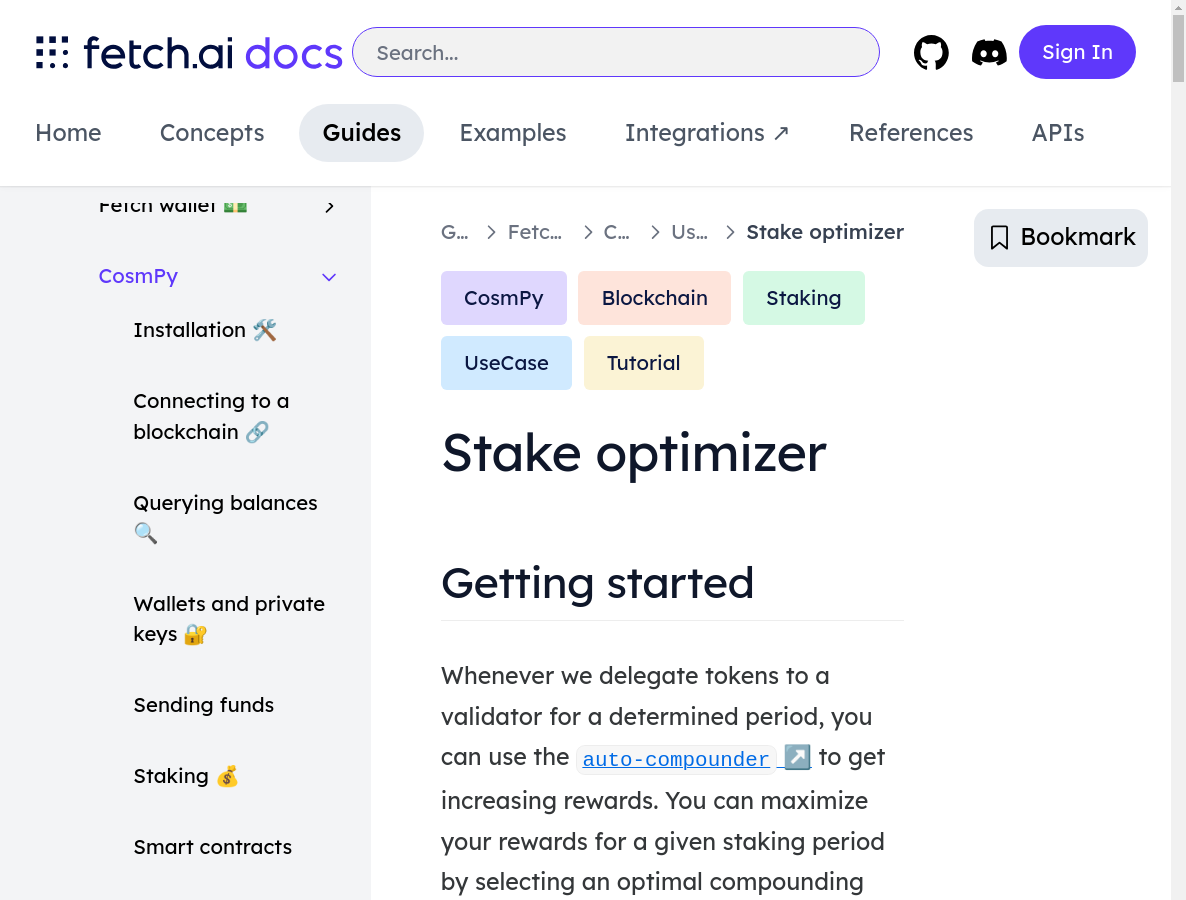 fetch.ai docs
Search...
Sign In
Home
Concepts
Guides
Examples
Integrations ↗
References
APIs
Fetch wallet 💵
CosmPy
Installation 🛠️
Connecting to a
blockchain 🔗
Querying balances
🔍
Wallets and private
keys 🔐
Sending funds
Staking 💰
Smart contracts
G... > Fetc... > C... > Us... > Stake optimizer
Bookmark
CosmPy
Blockchain
Staking
UseCase
Tutorial
Stake optimizer
Getting started
Whenever we delegate tokens to a
validator for a determined period, you
can use the auto-compounder ↗️ to get
increasing rewards. You can maximize
your rewards for a given staking period
by selecting an optimal compounding